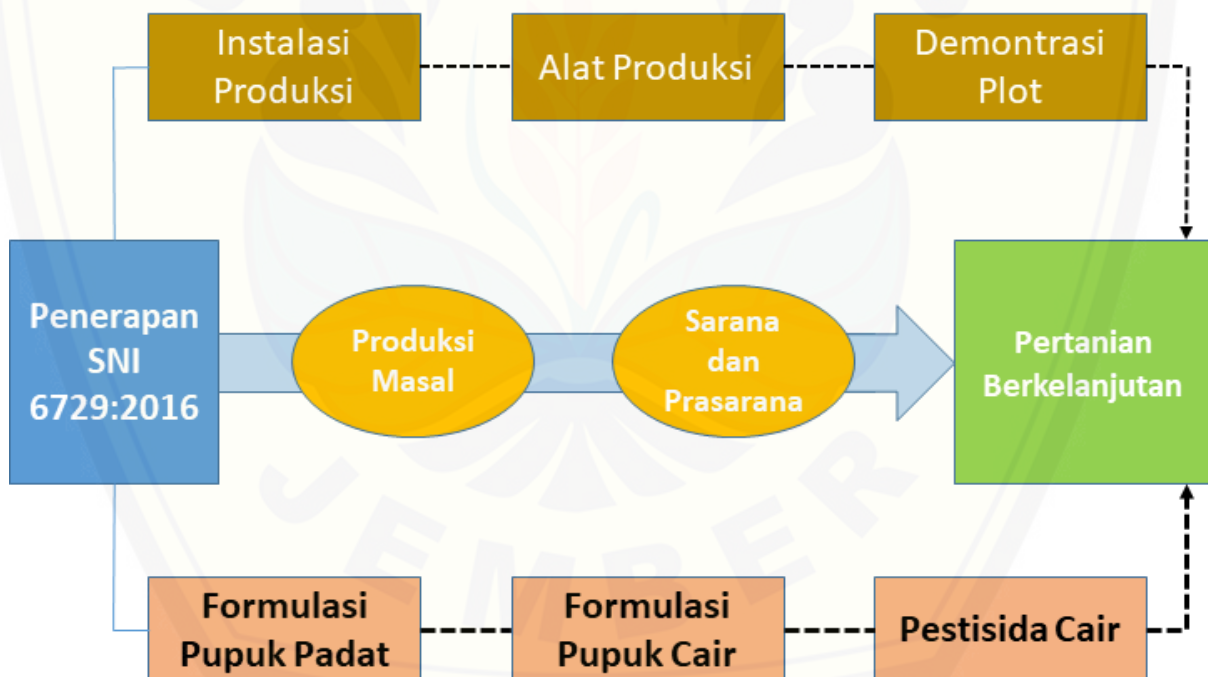 Instalasi
Produksi
Alat Produksi
Demontrasi
Plot
Penerapan
SNI
6729:2016
Produksi
Masal
Sarana
dan
Prasarana
Pertanian
Berkelanjutan
JEMBER
Formulasi
Pupuk Padat
Formulasi
Pupuk Cair
Pestisida Cair